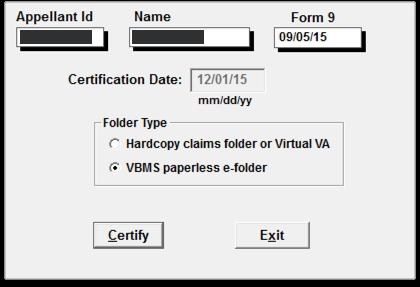 Appellant Id Name Form 9
09/05/15
Certification Date: 12/01/15
mm/dd/yy
Folder Type
Hardcopy claims folder or Virtual VA
VBMS paperless e-folder
Certify Exit